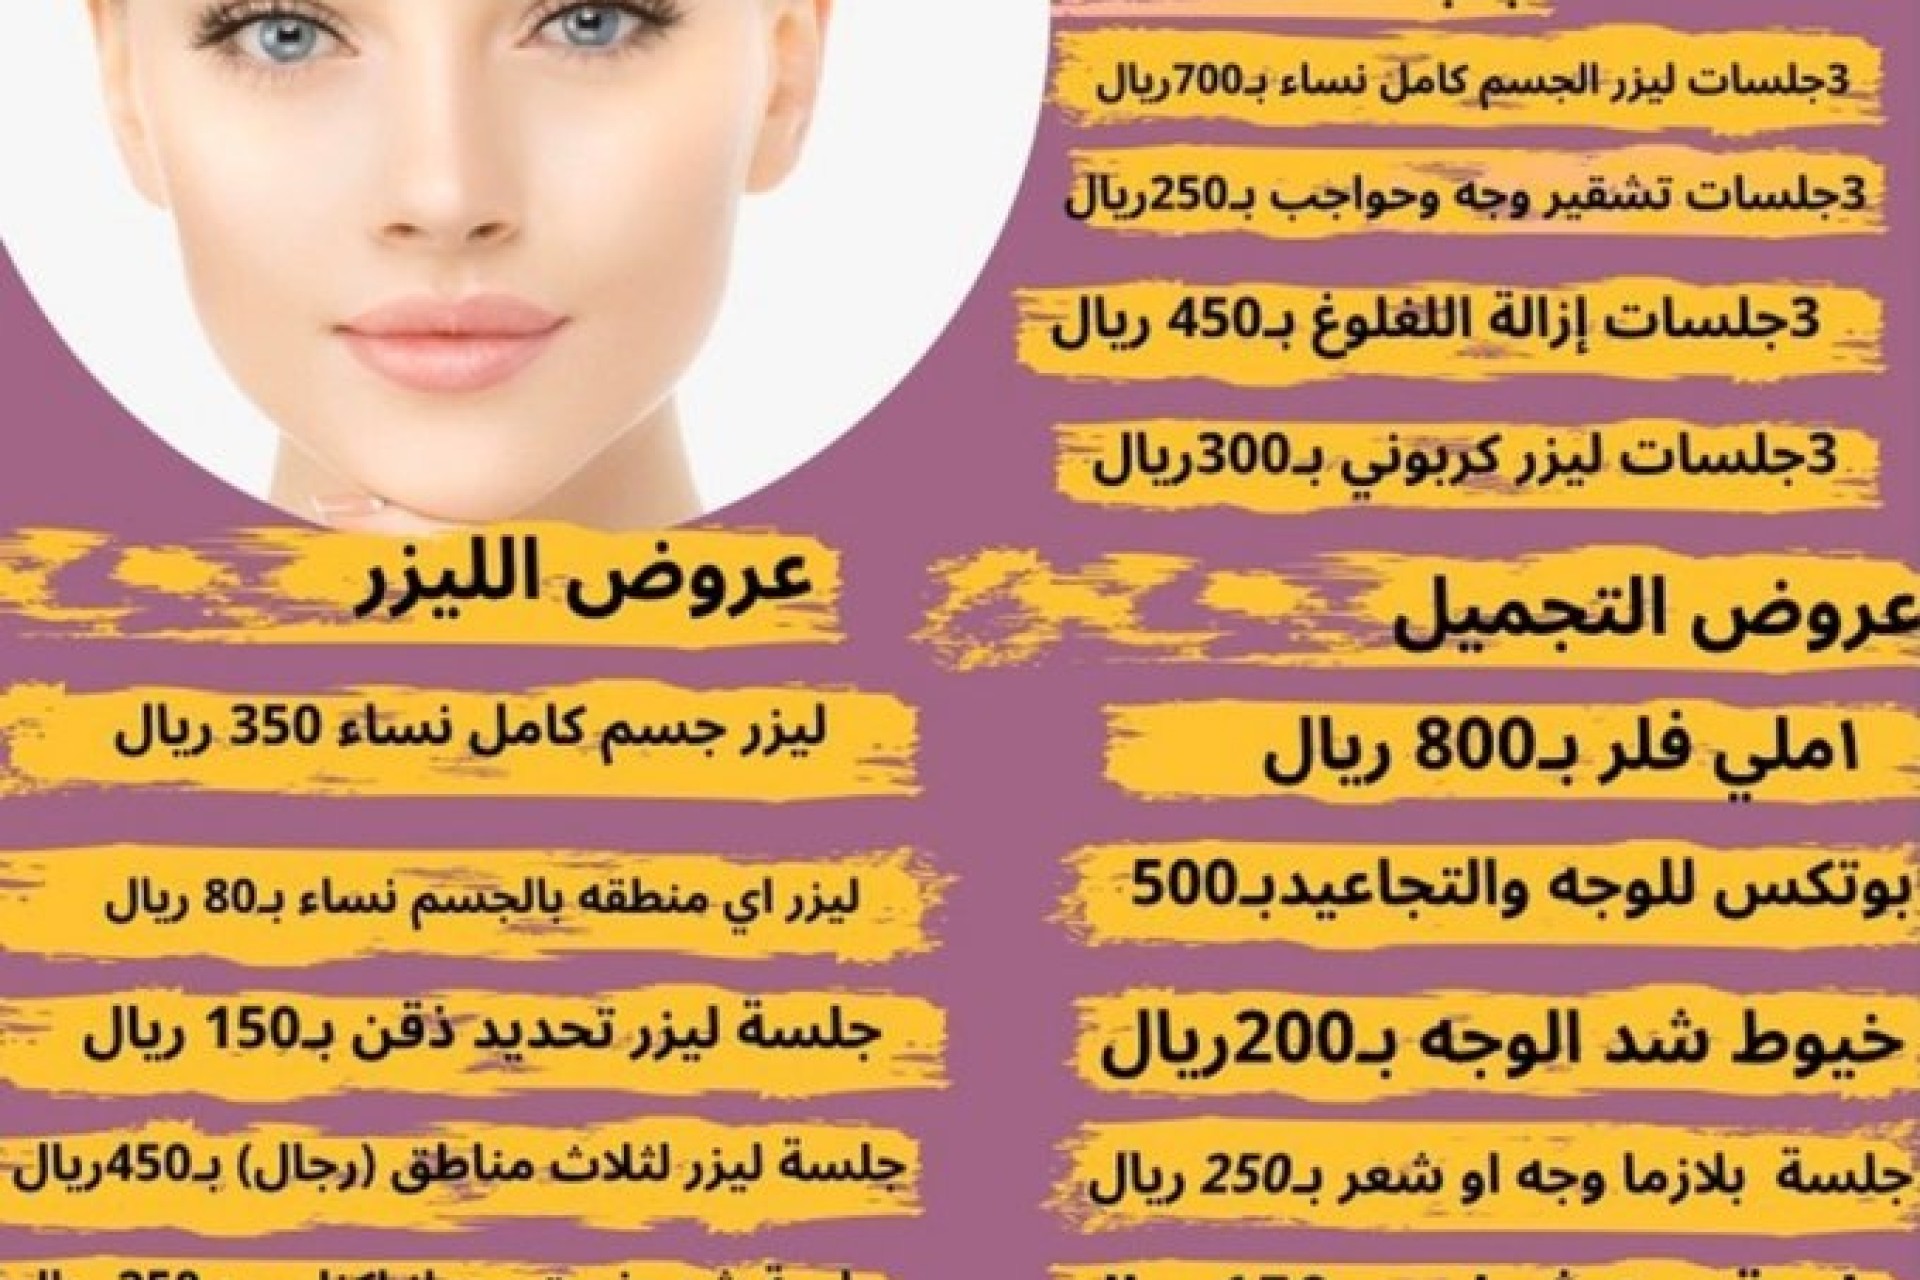 3جلسات ليزر الجسم كامل نساء بـ700ريال
3جلسات تشقير وجه وحواجب بـ250ريال
3جلسات إزالة اللغلوغ بـ450 ريال
3جلسات ليزر كربوني بـ300ريال
عروض التجميل
١ملي فلر بـ800 ريال
بوتكس للوجه والتجاعيدبـ500
خيوط شد الوجه بـ200ريال
جلسة بلازما وجه او شعر بـ250 ريال
عروض الليزر
ليزر جسم كامل نساء 350 ريال
ليزر اي منطقه بالجسم نساء بـ80 ريال
جلسة ليزر تحديد ذقن بـ150 ريال
جلسة ليزر لثلاث مناطق (رجال) بـ450ريال